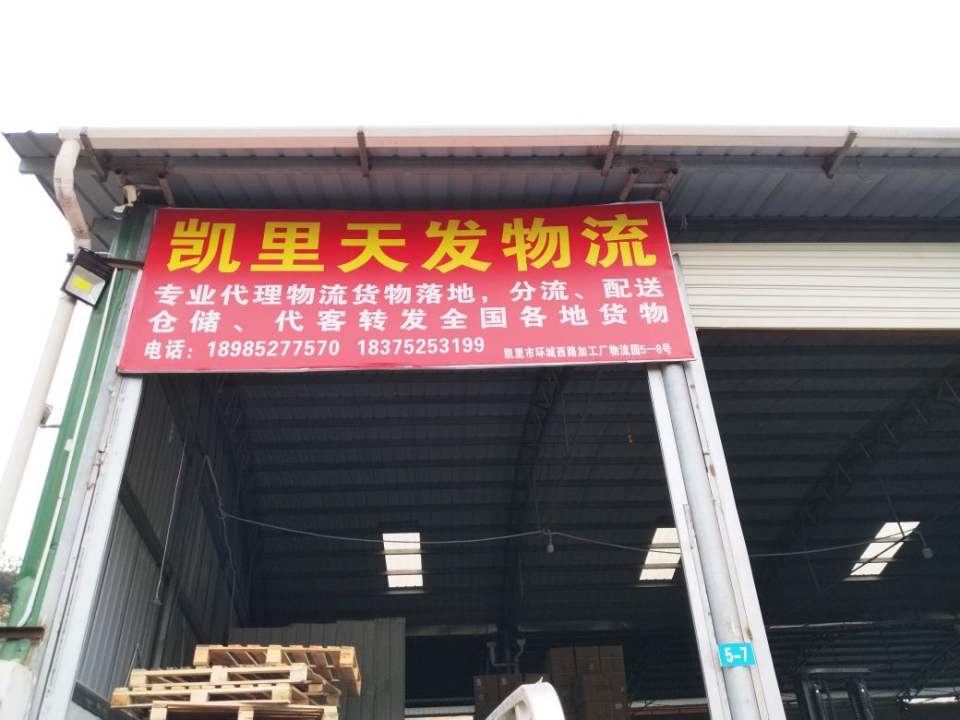 凯里天发物流
专业代理物流货物落地，分流、配送
仓储、代客转发全国各地货物
电话：18985277570 18375253199 凯里市环城西路加工厂物流园5—8号
5-7